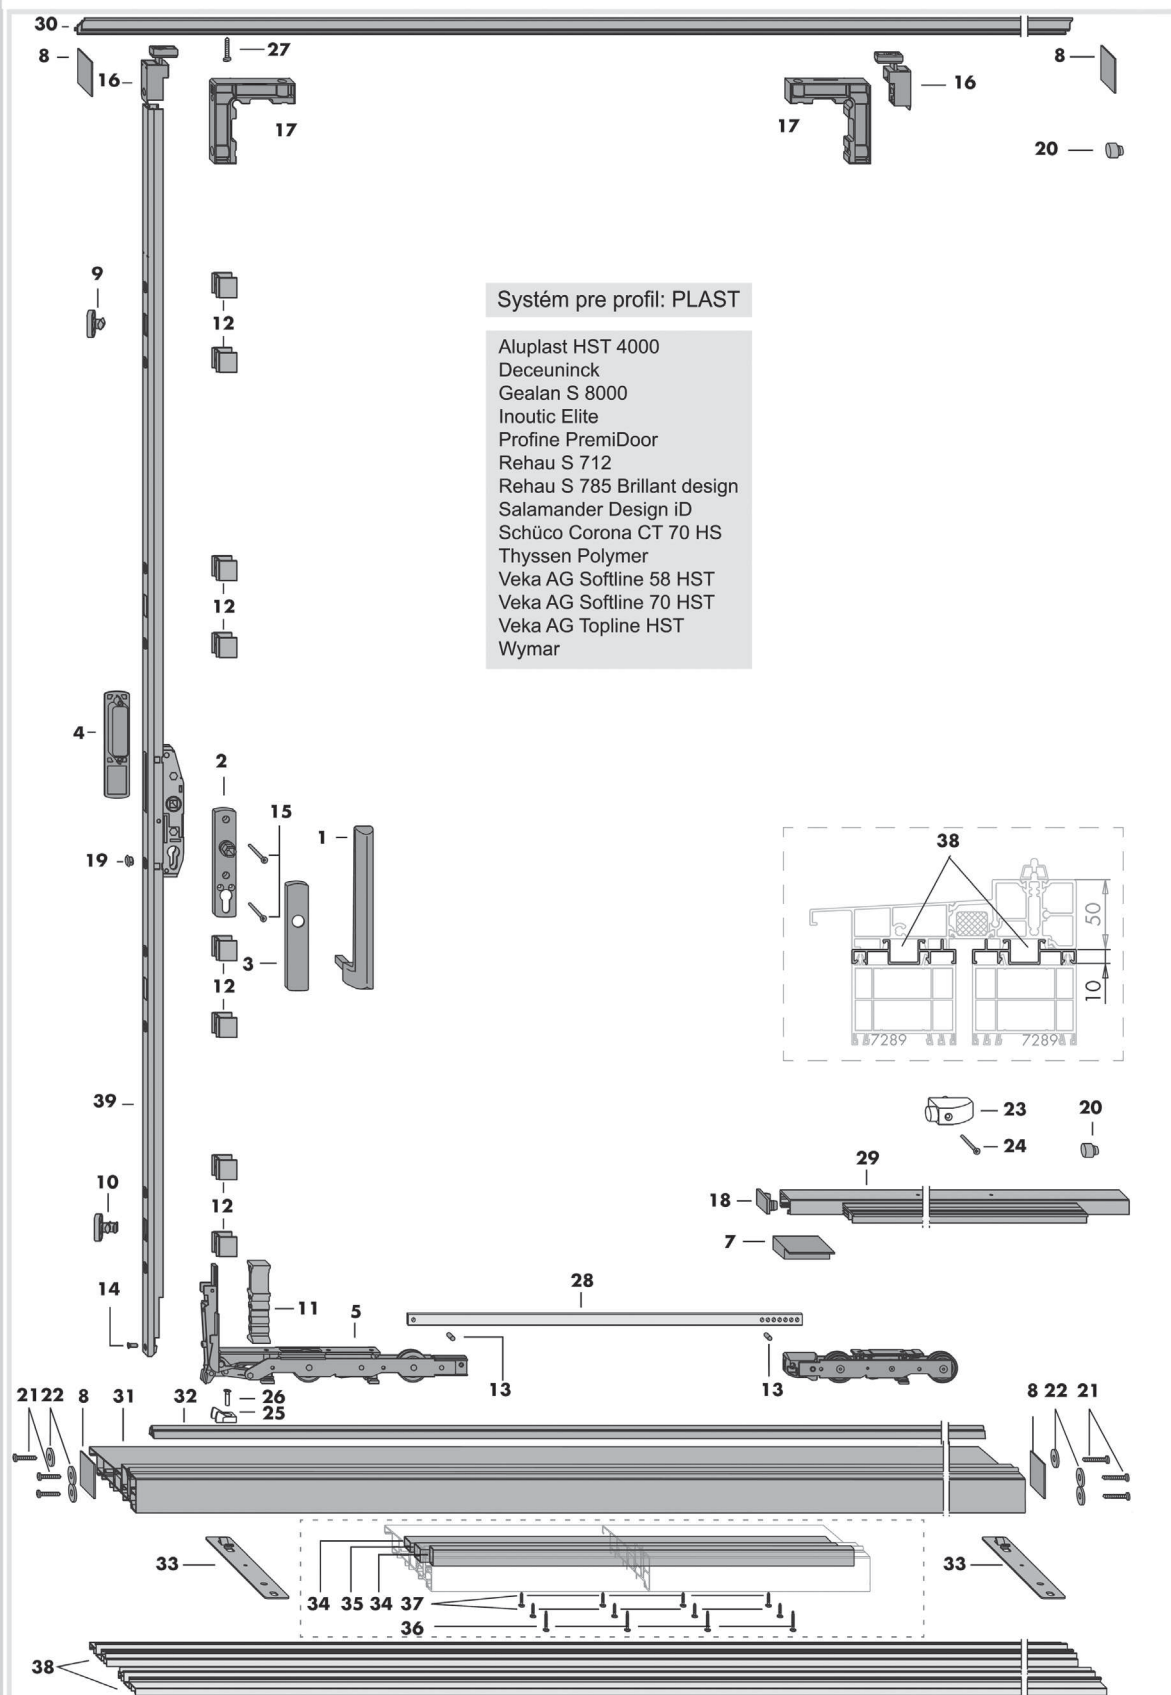 30
27
8
16
17
17
16
8
20
9
12
Systém pre profil: PLAST
Aluplast HST 4000
Deceuninck
Gealan S 8000
Inoutic Elite
Profine PremiDoor
Rehau S 712
Rehau S 785 Brillant design
Salamander Design iD
Schüco Corona CT 70 HS
Thyssen Polymer
Veka AG Softline 58 HST
Veka AG Softline 70 HST
Veka AG Topline HST
Wymar
12
4
2
15
1
19
3
12
38
50
10
7289
7289
39
23
20
24
10
29
18
12
7
14
11
5
28
13
13
26
25
21 22 8 31 32
8 22 21
33
33
34 35 34 37
36
38